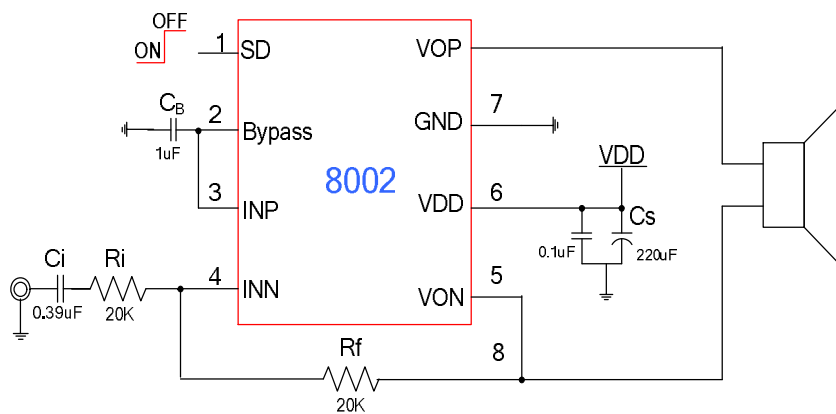 OFF
ON
1
SD
VOP
CB
2
Bypass
1uF
7
GND
8002
VDD
3
INP
6
VDD
Cs
0.1uF
220uF
Ci
Ri
4
INN
5
VON
0.39uF
20K
Rf
8
20K